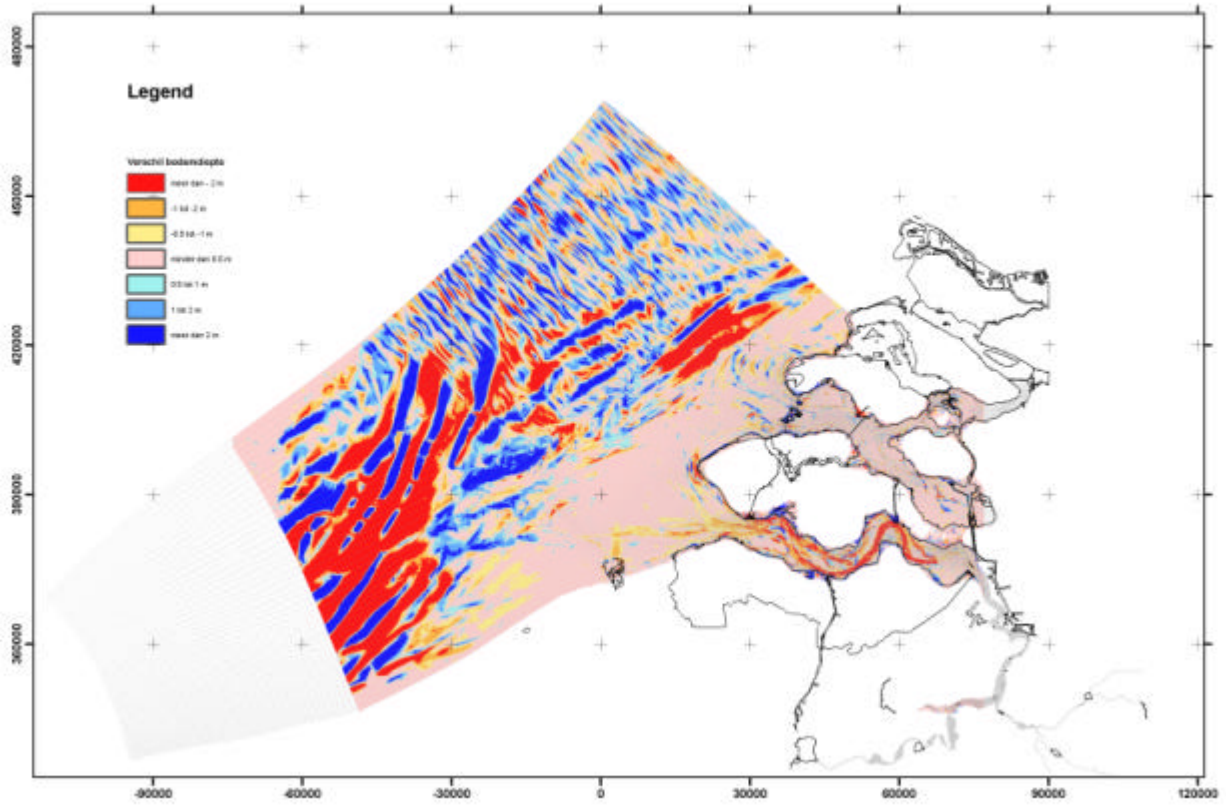 Legend
Verschil bodemdiepte
meer dan - 2 m
-1 tot -2 m
-0.5 tot -1 m
minder dan 0.5 m
0.5 tot 1 m
1 tot 2 m
meer dan 2 m
480000
450000
420000
390000
360000
-90000
-60000
-30000
0
30000
60000
90000
120000